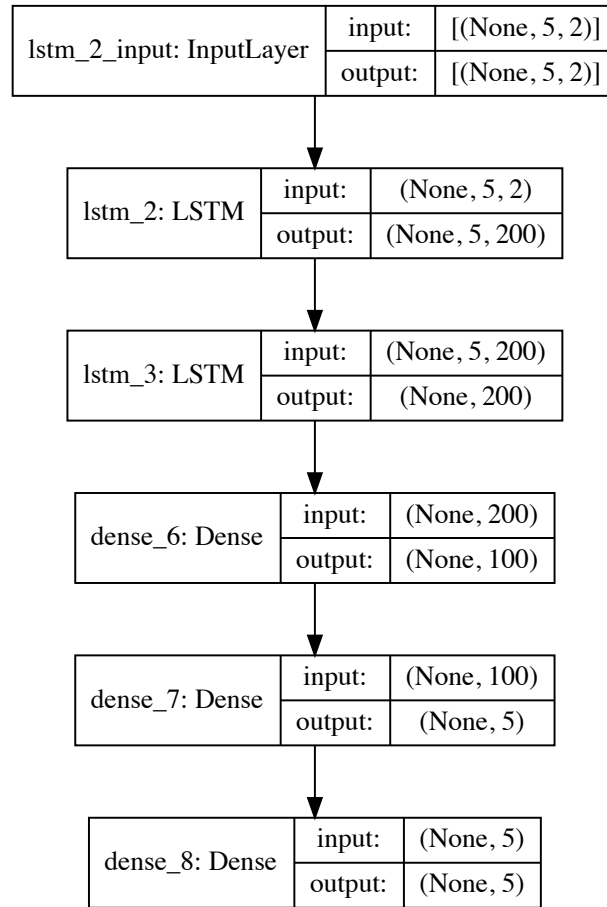 lstm_2_input: InputLayer
input: [(None, 5, 2)]
output: [(None, 5, 2)]
lstm_2: LSTM
input: (None, 5, 2)
output: (None, 5, 200)
lstm_3: LSTM
input: (None, 5, 200)
output: (None, 200)
dense_6: Dense
input: (None, 200)
output: (None, 100)
dense_7: Dense
input: (None, 100)
output: (None, 5)
dense_8: Dense
input: (None, 5)
output: (None, 5)